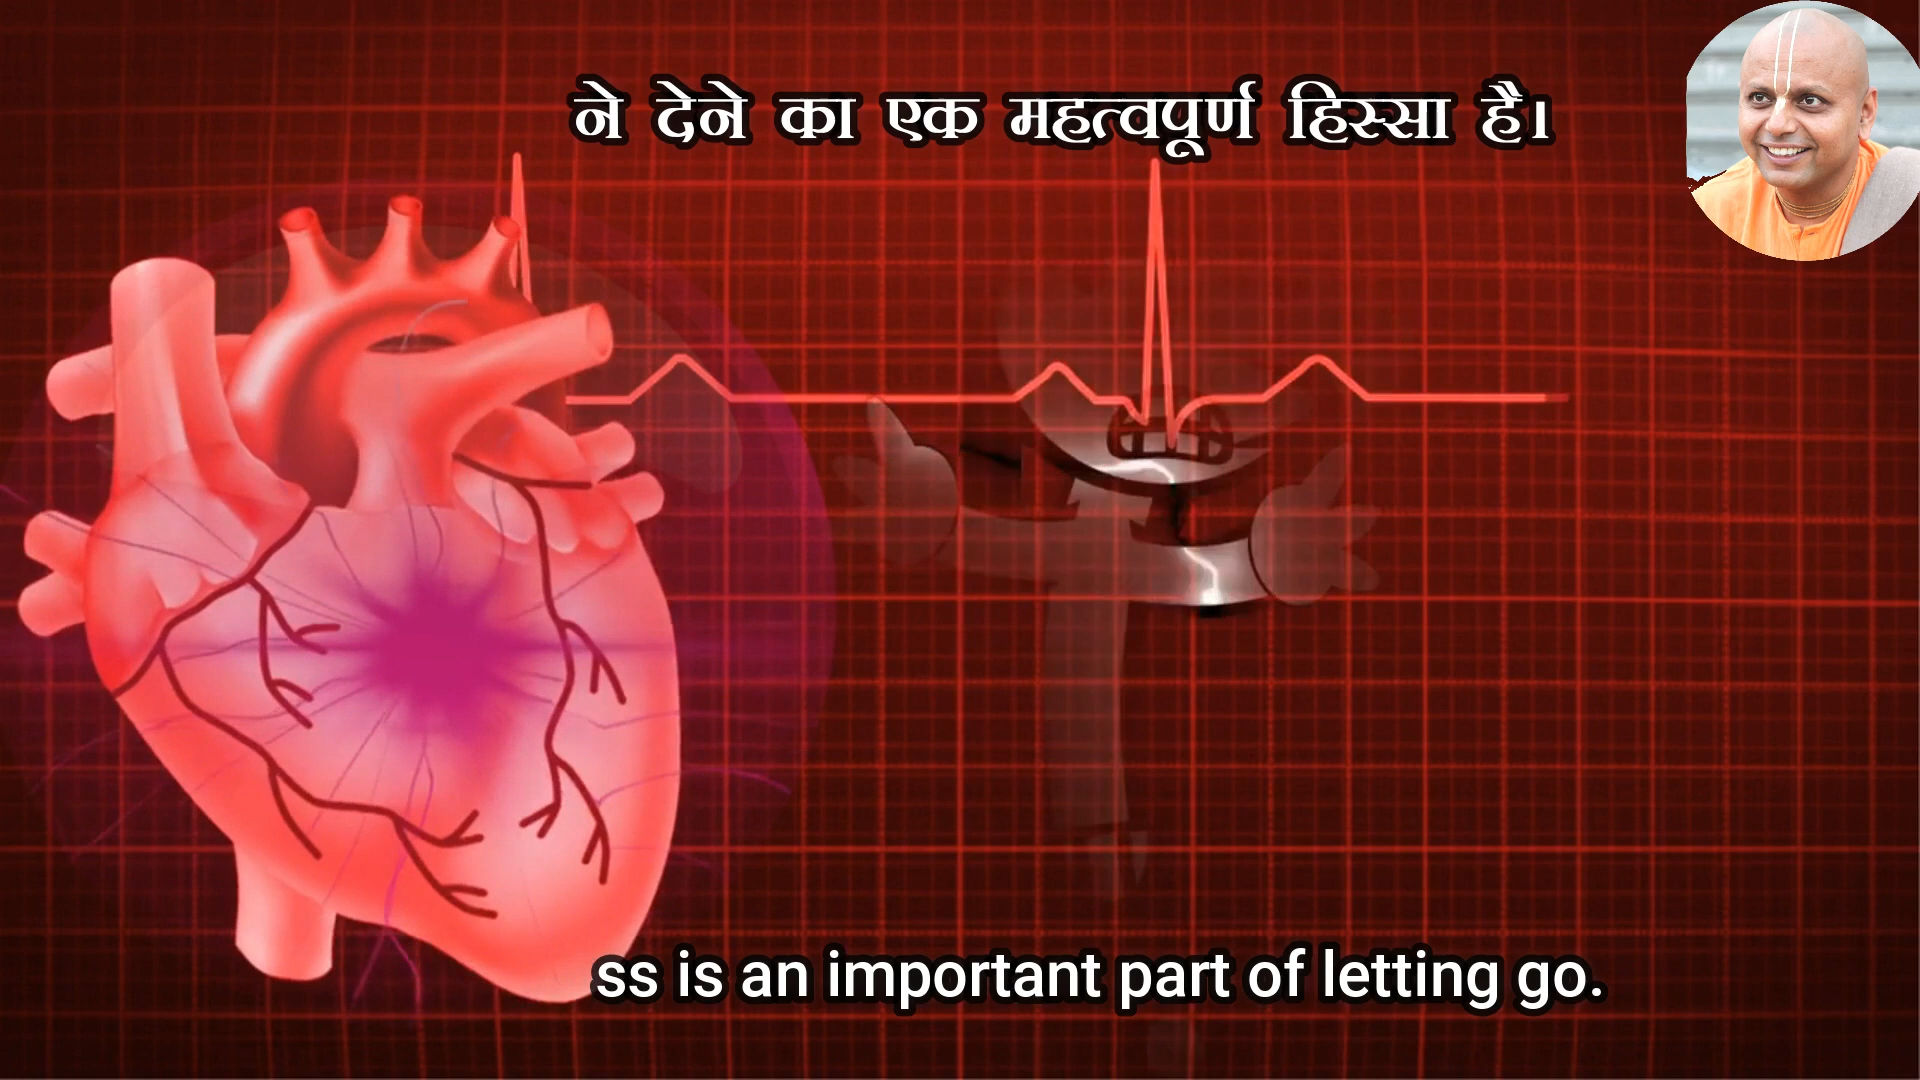 ने देने का एक महत्वपूर्ण हिस्सा है।
ss is an important part of letting go.